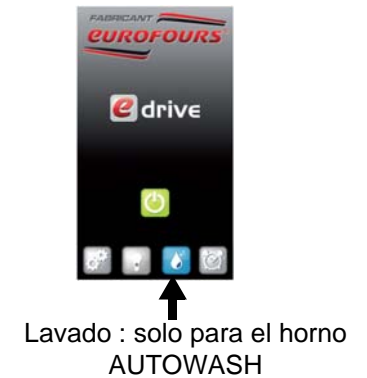 FABRICANT
EUROFOURS
e drive
Lavado : solo para el horno
AUTOWASH